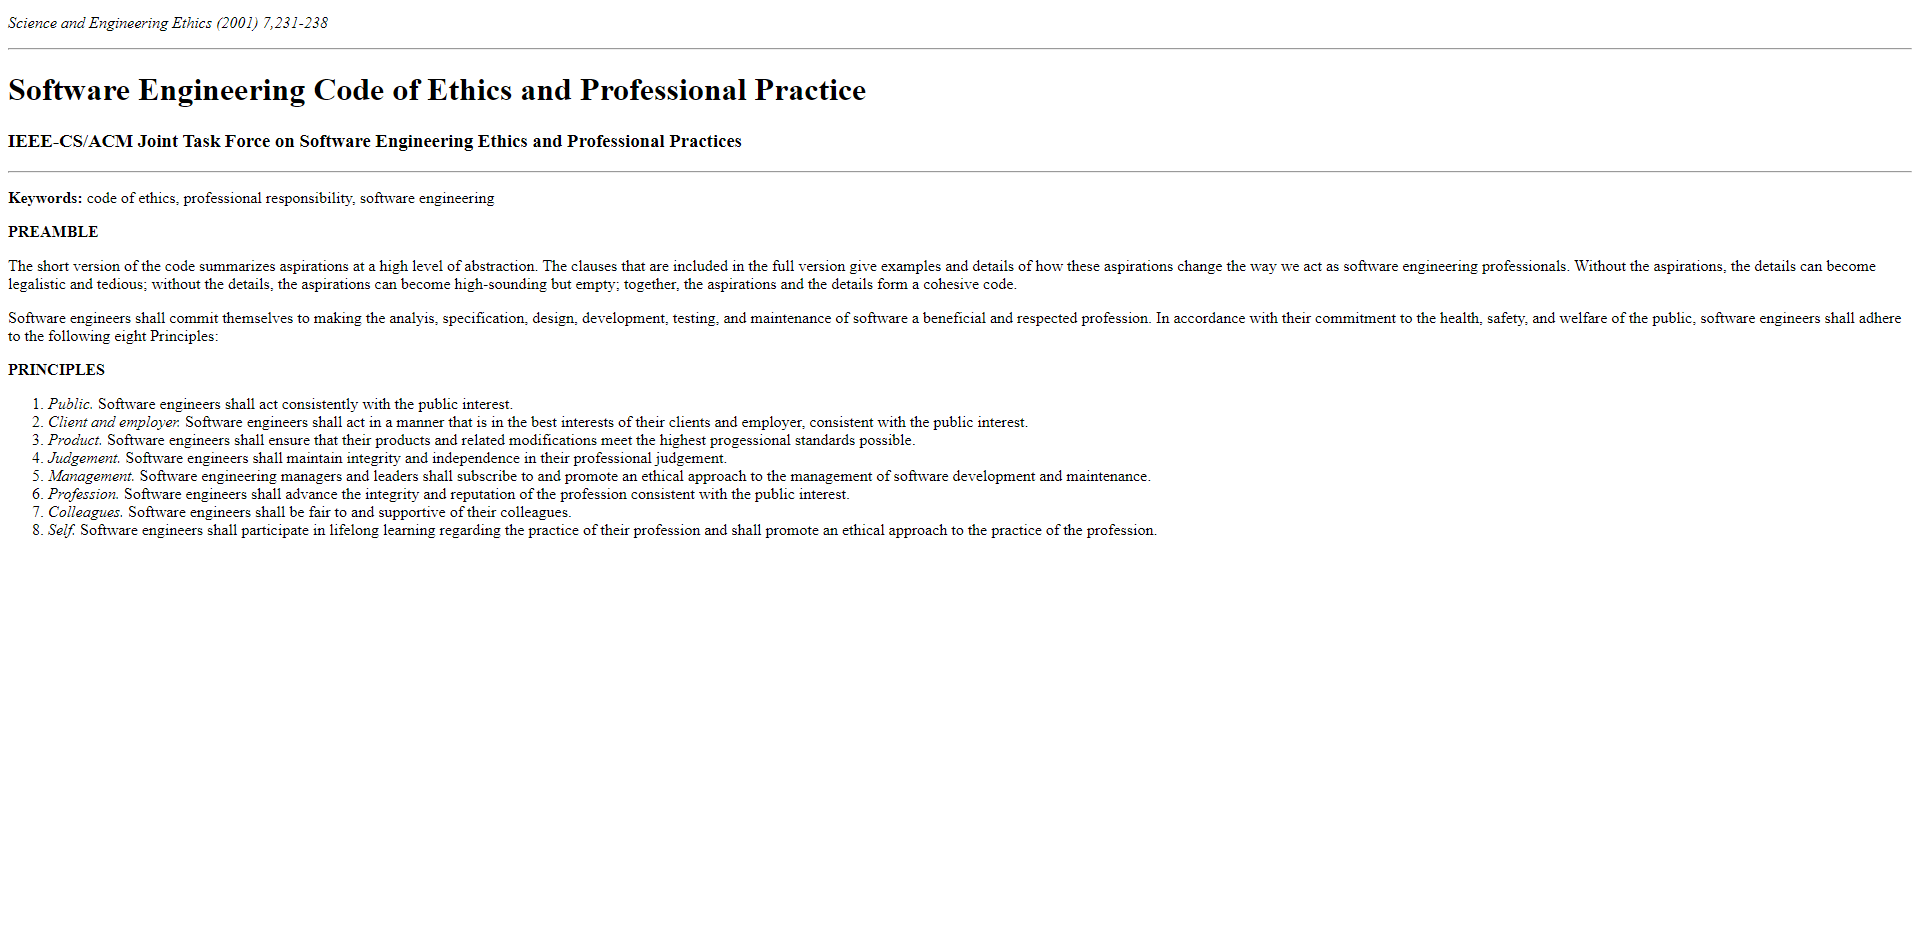 Science and Engineering Ethics (2001) 7,231-238
Software Engineering Code of Ethics and Professional Practice
IEEE-CS/ACM Joint Task Force on Software Engineering Ethics and Professional Practices
Keywords: code of ethics, professional responsibility, software engineering
PREAMBLE
The short version of the code summarizes aspirations at a high level of abstraction. The clauses that are included in the full version give examples and details of how these aspirations change the way we act as software engineering professionals. Without the aspirations, the details can become
legalistic and tedious; without the details, the aspirations can become high-sounding but empty; together, the aspirations and the details form a cohesive code.
Software engineers shall commit themselves to making the analyis, specification, design, development, testing, and maintenance of software a beneficial and respected profession. In accordance with their commitment to the health, safety, and welfare of the public, software engineers shall adhere
to the following eight Principles:
PRINCIPLES
1. Public. Software engineers shall act consistently with the public interest.
2. Client and employer. Software engineers shall act in a manner that is in the best interests of their clients and employer, consistent with the public interest.
3. Product. Software engineers shall ensure that their products and related modifications meet the highest progessional standards possible.
4. Judgement. Software engineers shall maintain integrity and independence in their professional judgement.
5. Management. Software engineering managers and leaders shall subscribe to and promote an ethical approach to the management of software development and maintenance.
6. Profession. Software engineers shall advance the integrity and reputation of the profession consistent with the public interest.
7. Colleagues. Software engineers shall be fair to and supportive of their colleagues.
8. Self. Software engineers shall participate in lifelong learning regarding the practice of their profession and shall promote an ethical approach to the practice of the profession.